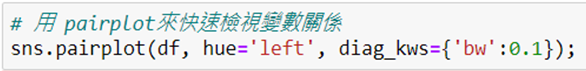 # 用 pairplot來快速檢視變數關係
sns.pairplot(df, hue='left', diag_kws={'bw':0.1});